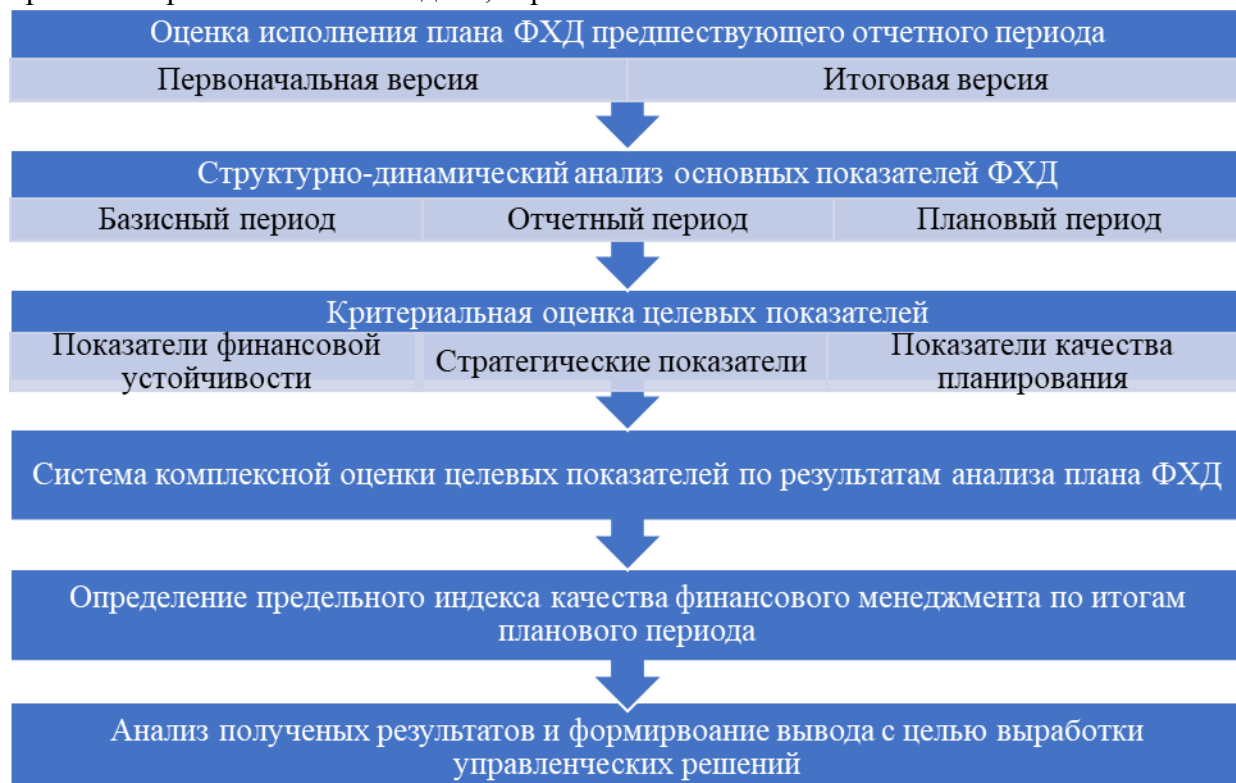 Оценка исполнения плана ФХД предшествующего отчетного периода
Первоначальная версия Итоговая версия
Структурно-динамический анализ основных показателей ФХД
Базисный период Отчетный период Плановый период
Критериальная оценка целевых показателей
Показатели финансовой
устойчивости
Стратегические показатели
Показатели качества
планирования
Система комплексной оценки целевых показателей по результатам анализа плана ФХД
Определение предельного индекса качества финансового менеджмента по итогам
планового периода
Анализ полученых результатов и формирвоание вывода с целью выработки
управленческих решений